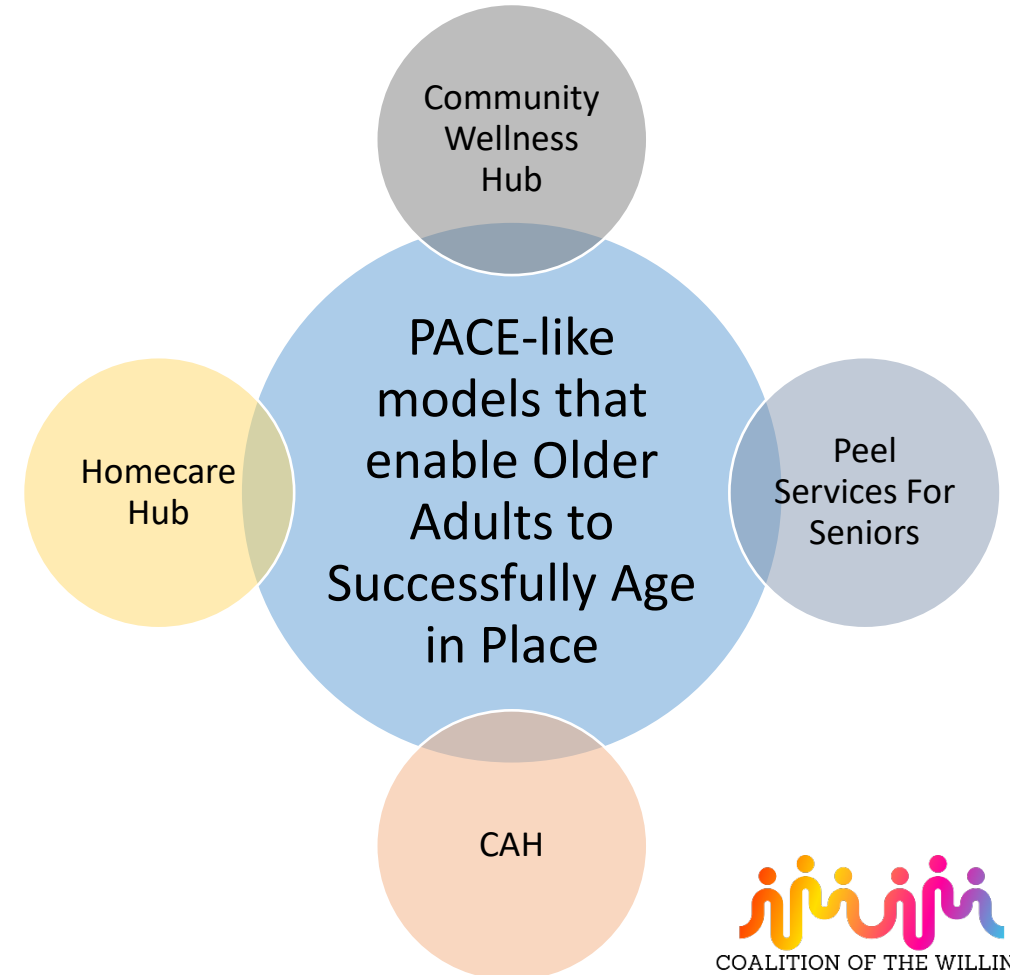 Community
Wellness
Hub
PACE-like
models that
enable Older
Adults to
Successfully Age
in Place
Homecare
Hub
Peel
Services For
Seniors
CAH
COALITION OF THE WILLIN